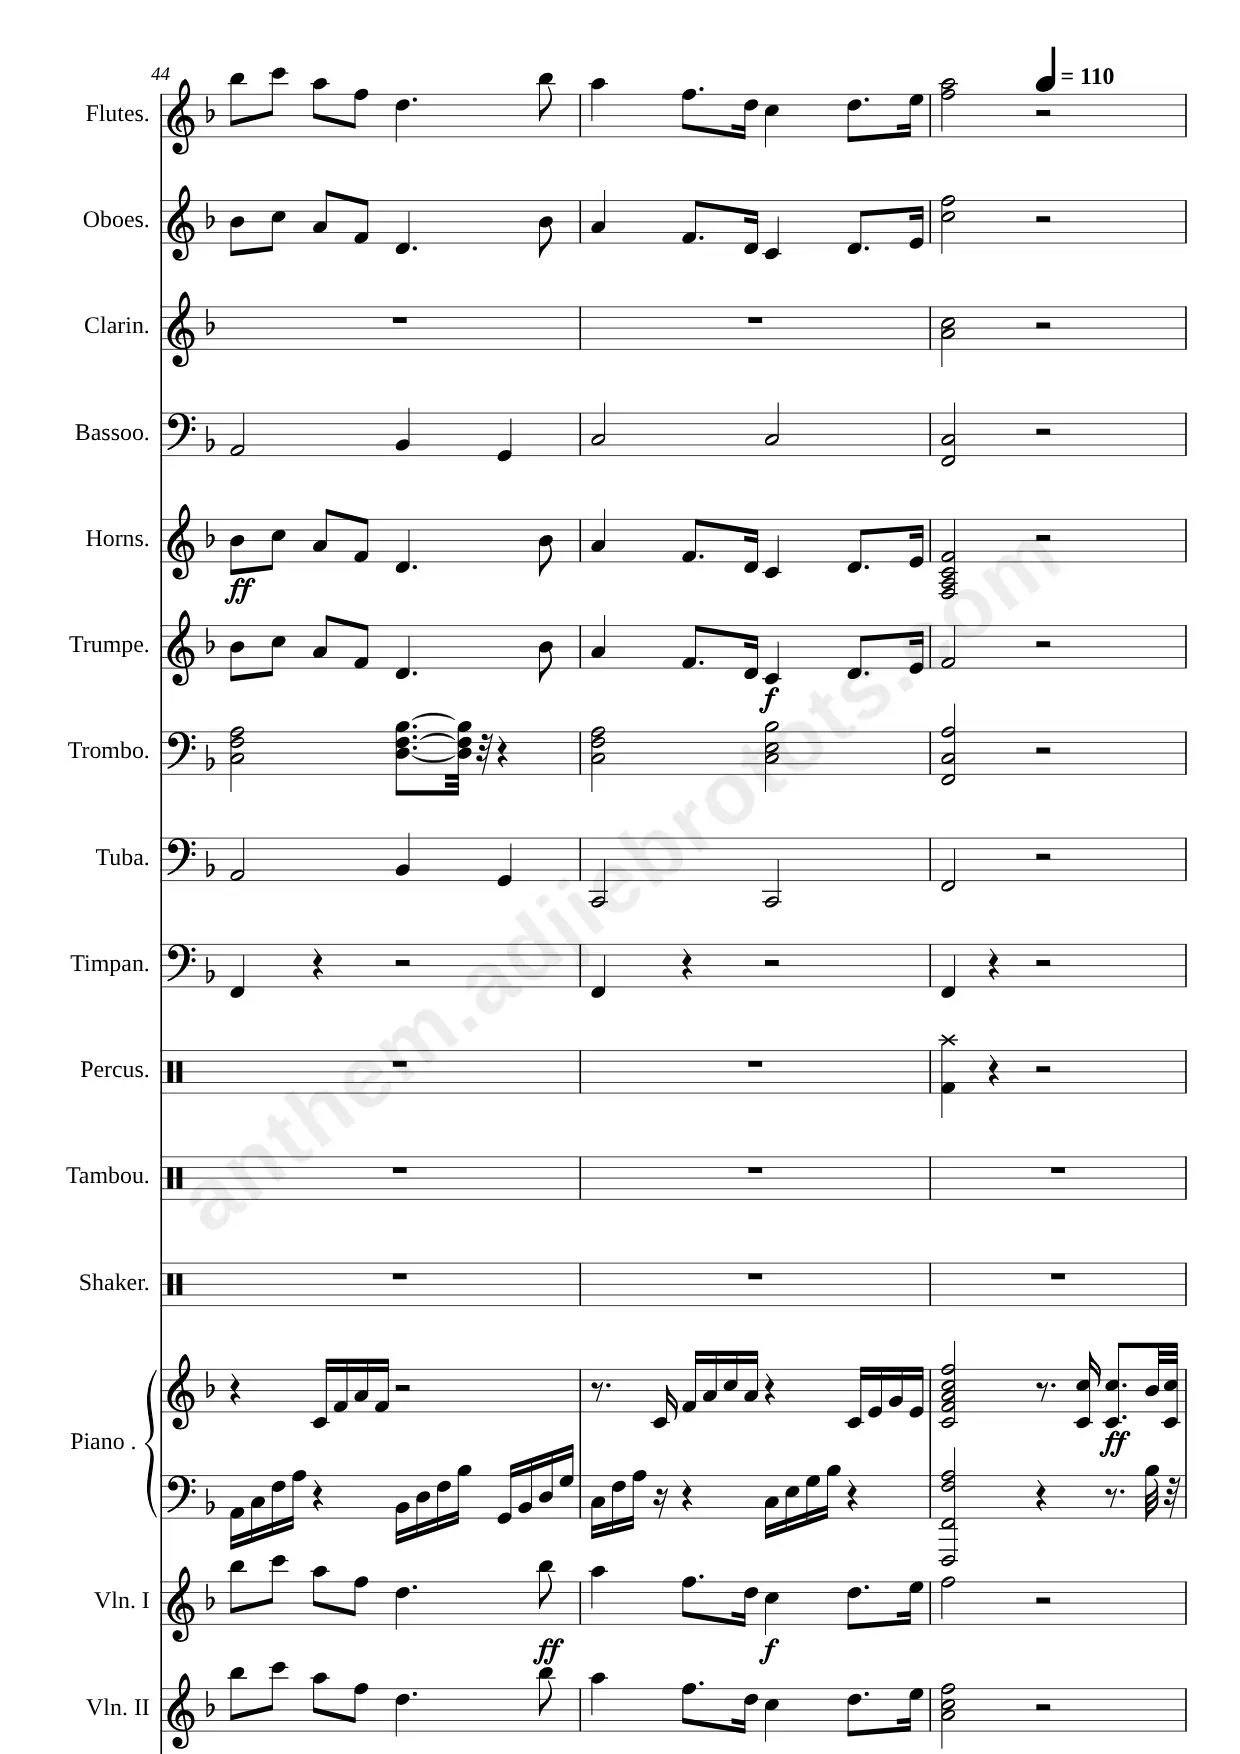 44
= 110
Flutes.
Oboes.
Clarin.
Bassoo.
Horns.
ff
Trumpe.
f
Trombo.
Tuba.
Timpan.
Percus.
Tambou.
Shaker.
Piano .
ff
Vln. I
ff
f
Vln. II
anthem.adjiebrotots.com